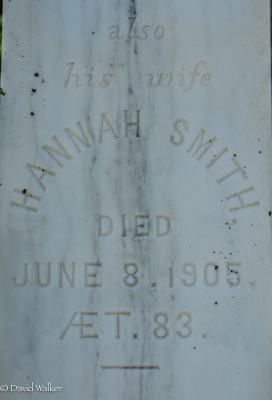 also
his wife
HANNAH SMITH.
DIED
JUNE 8. 1905.
ÆT. 83.
© David Walker